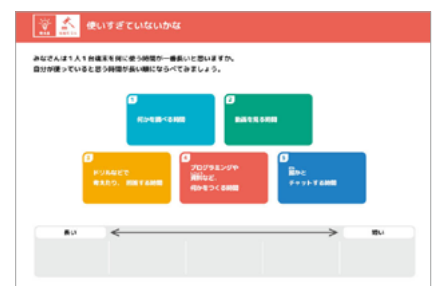 使いすぎていないかな
みなさんは1人1台端末を何に使う時間が一番長いと思いますか。
自分が使っていると思う時間が長い順にならべてみましょう。
1
何かを調べる時間
2
動画を見る時間
3
ドリルなどで
考えたり、練習する時間
4
プログラミングや
資料など、
何かをつくる時間
5
誰かと
チャットする時間
長い
短い